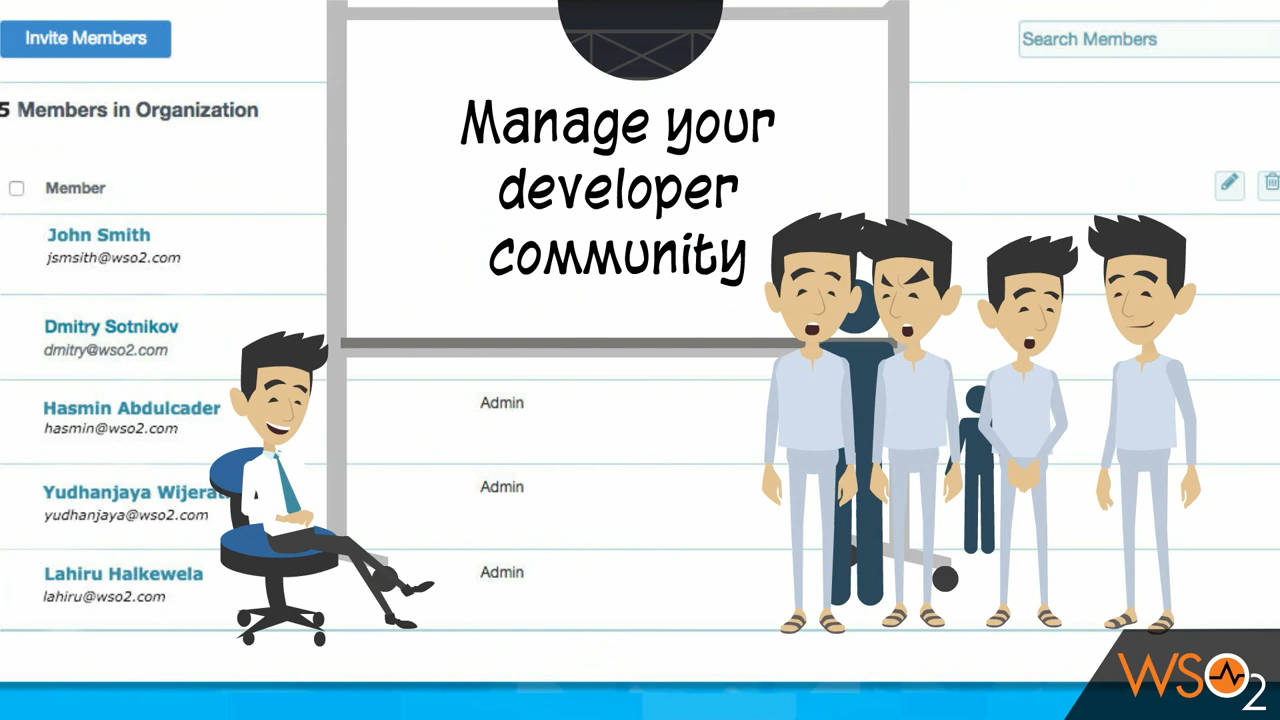 Invite Members
Search Members
5 Members in Organization
Manage your
developer
community
Member
John Smith
jsmsith@wso2.com
Dmitry Sotnikov
dmitry@wso2.com
Hasmin Abdulcader
Admin
hasmin@wso2.com
Yudhanjaya
Admin
yudhanjaya@wso2.com
Lahiru Halkewela
Admin
lahiru@wso2.com
WSO2